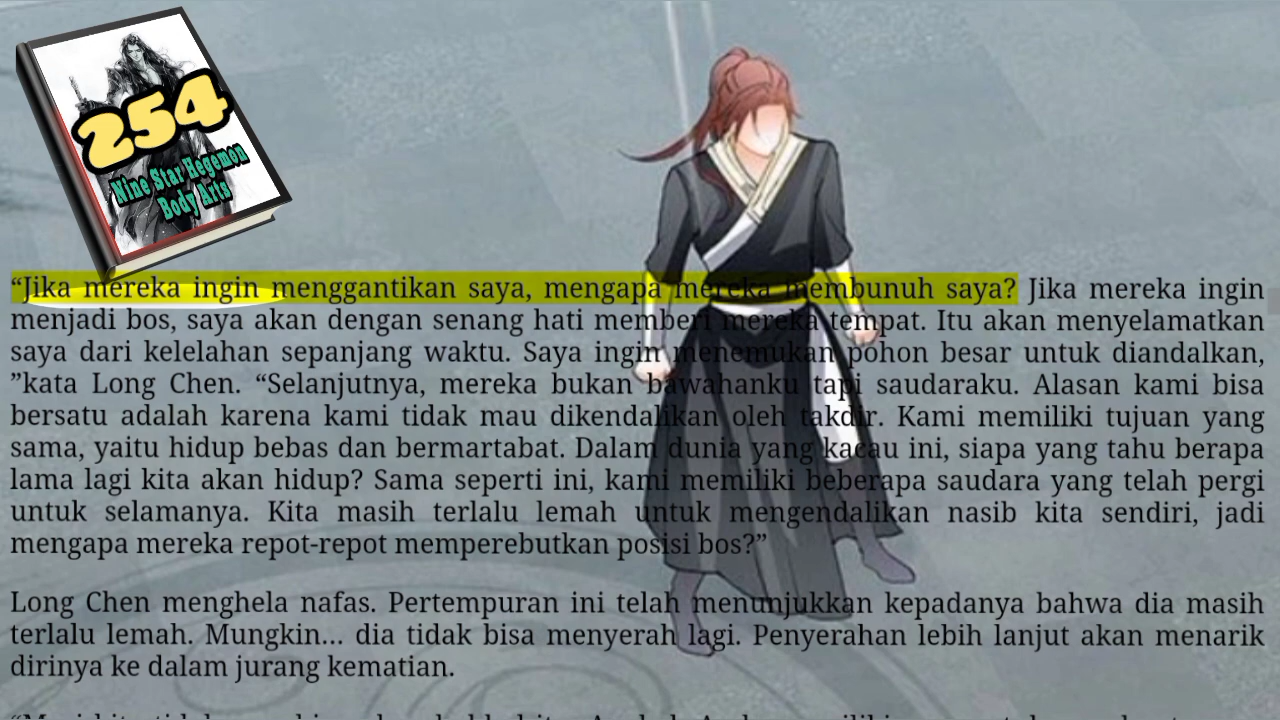 254
Nine Star Hegemon
Body Arts
“Jika mereka ingin menggantikan saya, mengapa mereka membunuh saya? Jika mereka ingin
menjadi bos, saya akan dengan senang hati memberi mereka tempat. Itu akan menyelamatkan
saya dari kelelahan sepanjang waktu. Saya ingin menemukan pohon besar untuk diandalkan,
”kata Long Chen. “Selanjutnya, mereka bukan bawahanku tapi saudaraku. Alasan kami bisa
bersatu adalah karena kami tidak mau dikendalikan oleh takdir. Kami memiliki tujuan yang
sama, yaitu hidup bebas dan bermartabat. Dalam dunia yang kacau ini, siapa yang tahu berapa
lama lagi kita akan hidup? Sama seperti ini, kami memiliki beberapa saudara yang telah pergi
untuk selamanya. Kita masih terlalu lemah untuk mengendalikan nasib kita sendiri, jadi
mengapa mereka repot-repot memperebutkan posisi bos?”
Long Chen menghela nafas. Pertempuran ini telah menunjukkan kepadanya bahwa dia masih
terlalu lemah. Mungkin… dia tidak bisa menyerah lagi. Penyerahan lebih lanjut akan menarik
dirinya ke dalam jurang kematian.